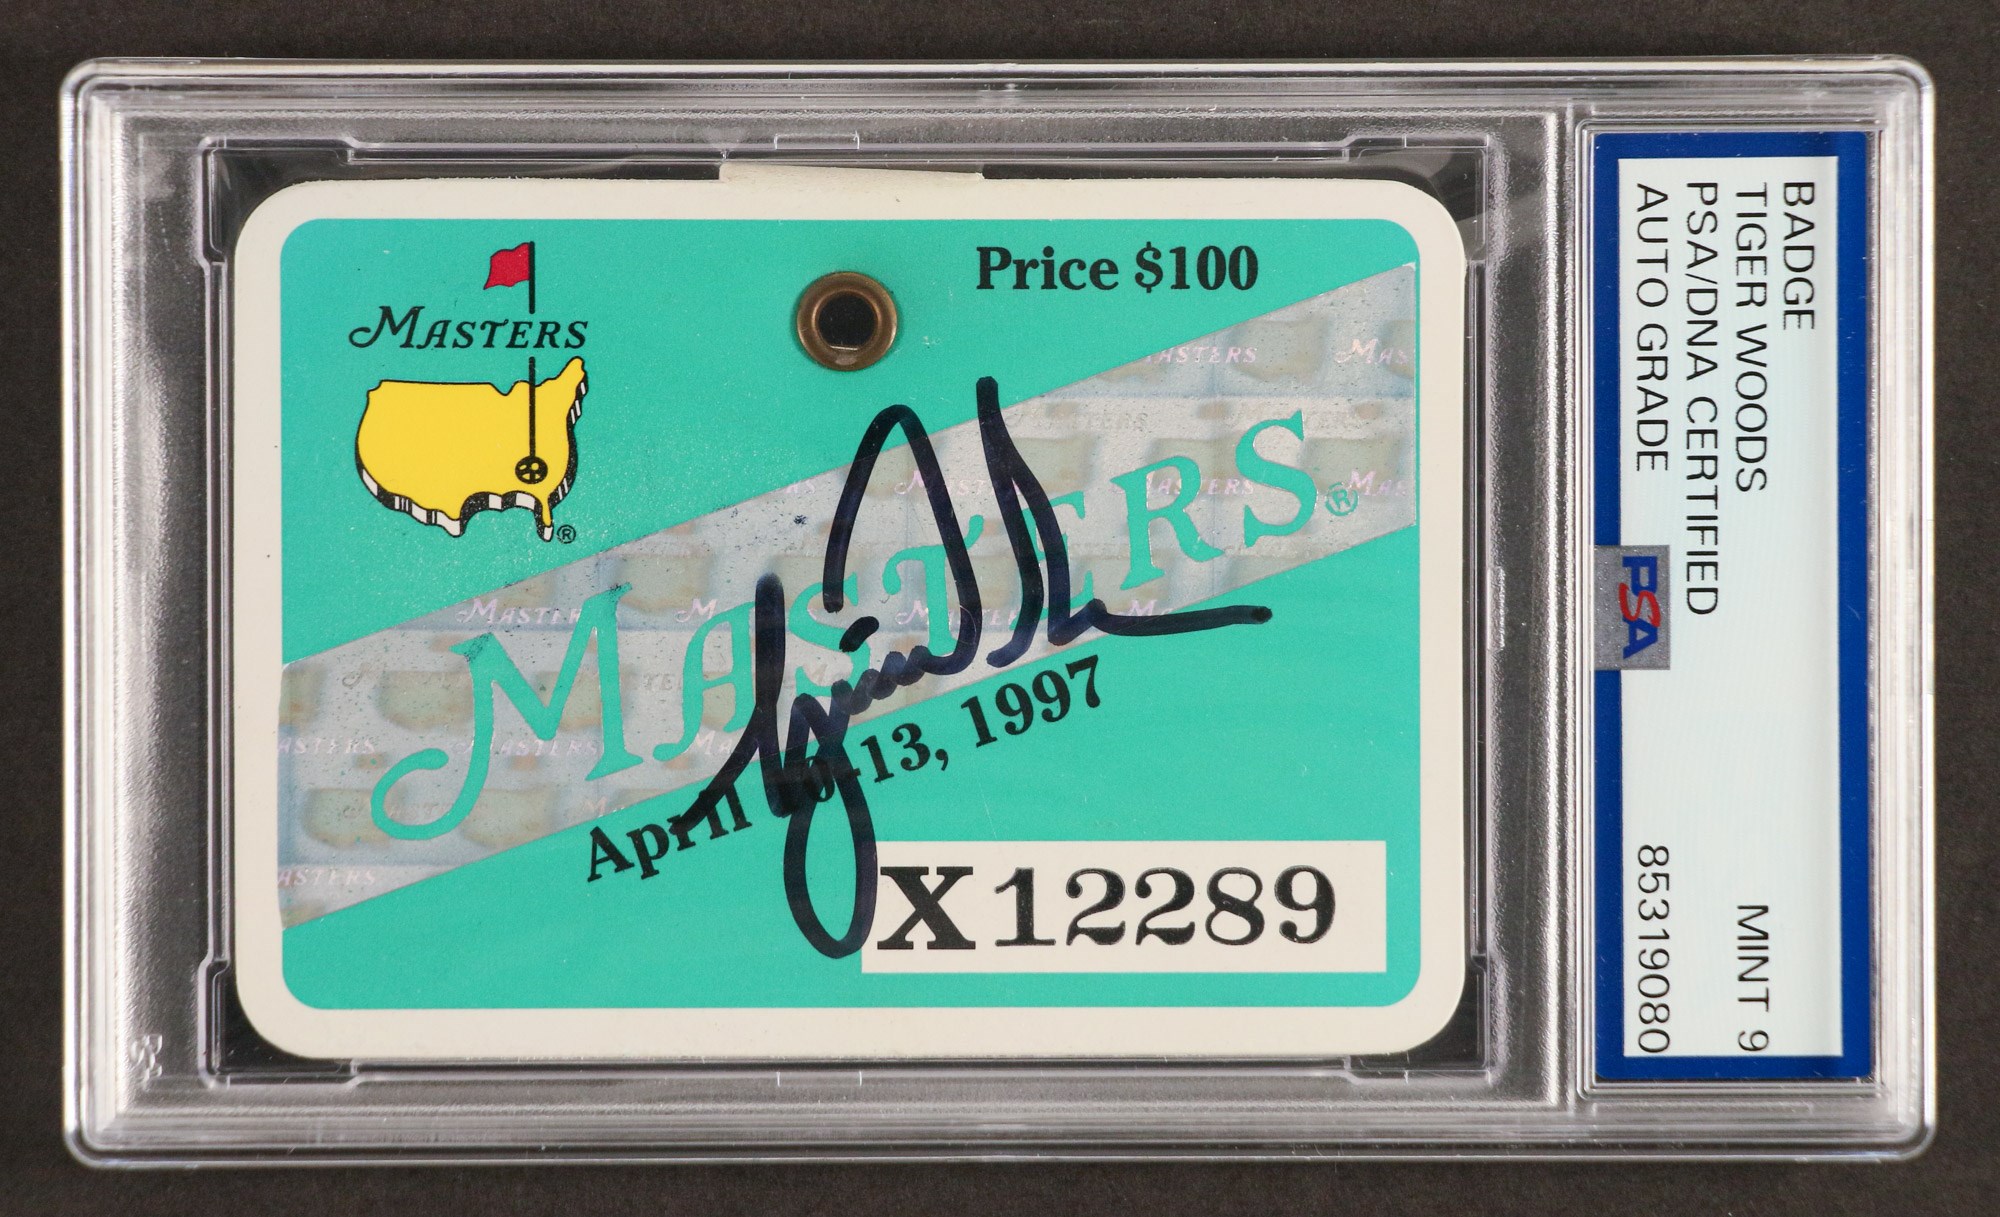 Price $100
MASTERS
®
MASTERS®
April 10-13, 1997
X12289
BADGE
TIGER WOODS
PSA/DNA CERTIFIED
MINT 9
AUTO GRADE
85319080
PSA